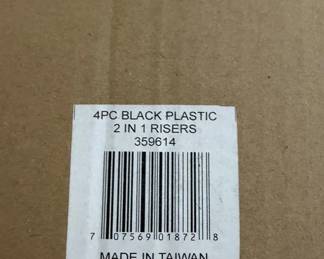 4PC BLACK PLASTIC
2 IN 1 RISERS
359614
7 07569 01872 8
MADE IN TAIWAN